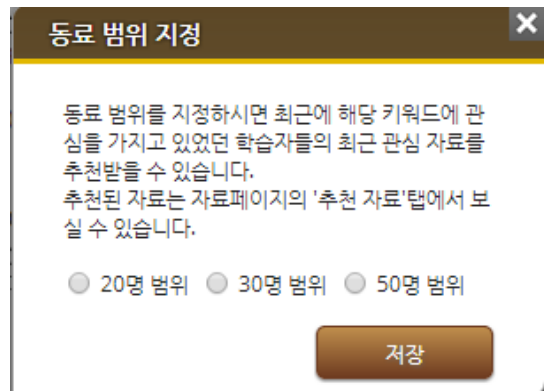 동료 범위 지정
동료 범위를 지정하시면 최근에 해당 키워드에 관
심을 가지고 있었던 학습자들의 최근 관심 자료를
추천받을 수 있습니다.
추천된 자료는 자료페이지의 '추천 자료'탭에서 보
실 수 있습니다.
20명 범위 30명 범위 50명 범위
저장